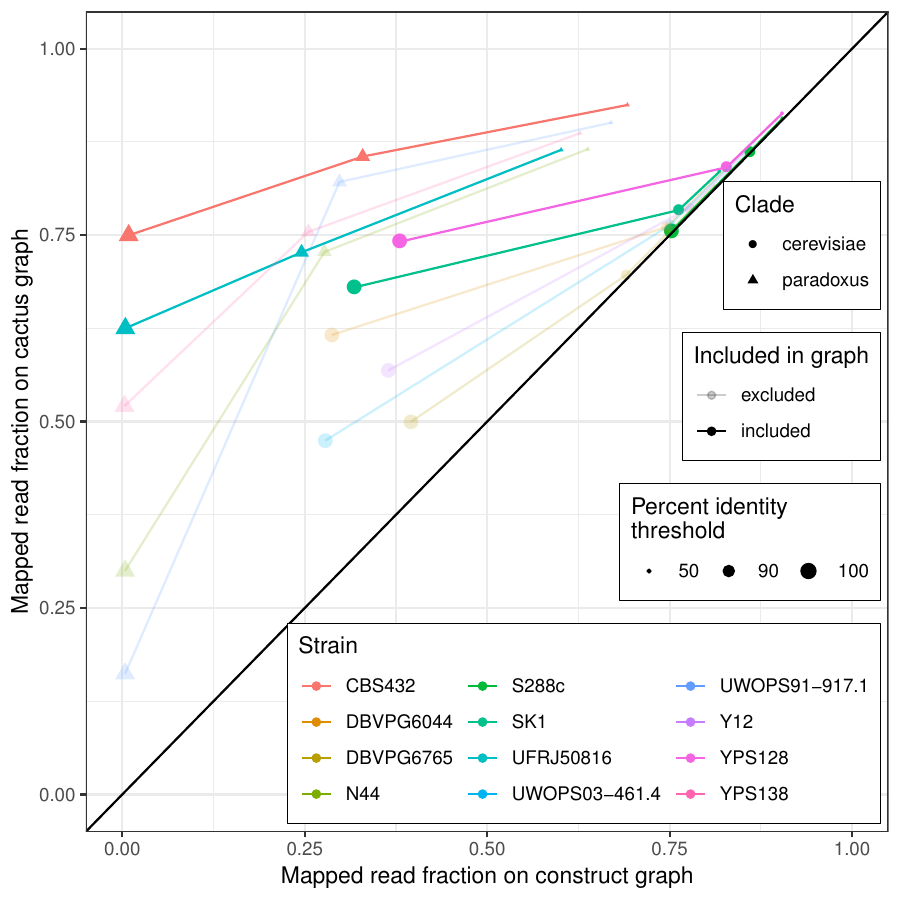 Mapped read fraction on cactus graph
1.00
0.75
0.50
0.25
0.00
Clade
cerevisiae
paradoxus
Included in graph
excluded
included
Percent identity
threshold
50 90 100
Strain
CBS432 S288c UWOPS91−917.1
DBVPG6044 SK1 Y12
DBVPG6765 UFRJ50816 YPS128
N44 UWOPS03−461.4 YPS138
0.00 0.25 0.50 0.75 1.00
Mapped read fraction on construct graph